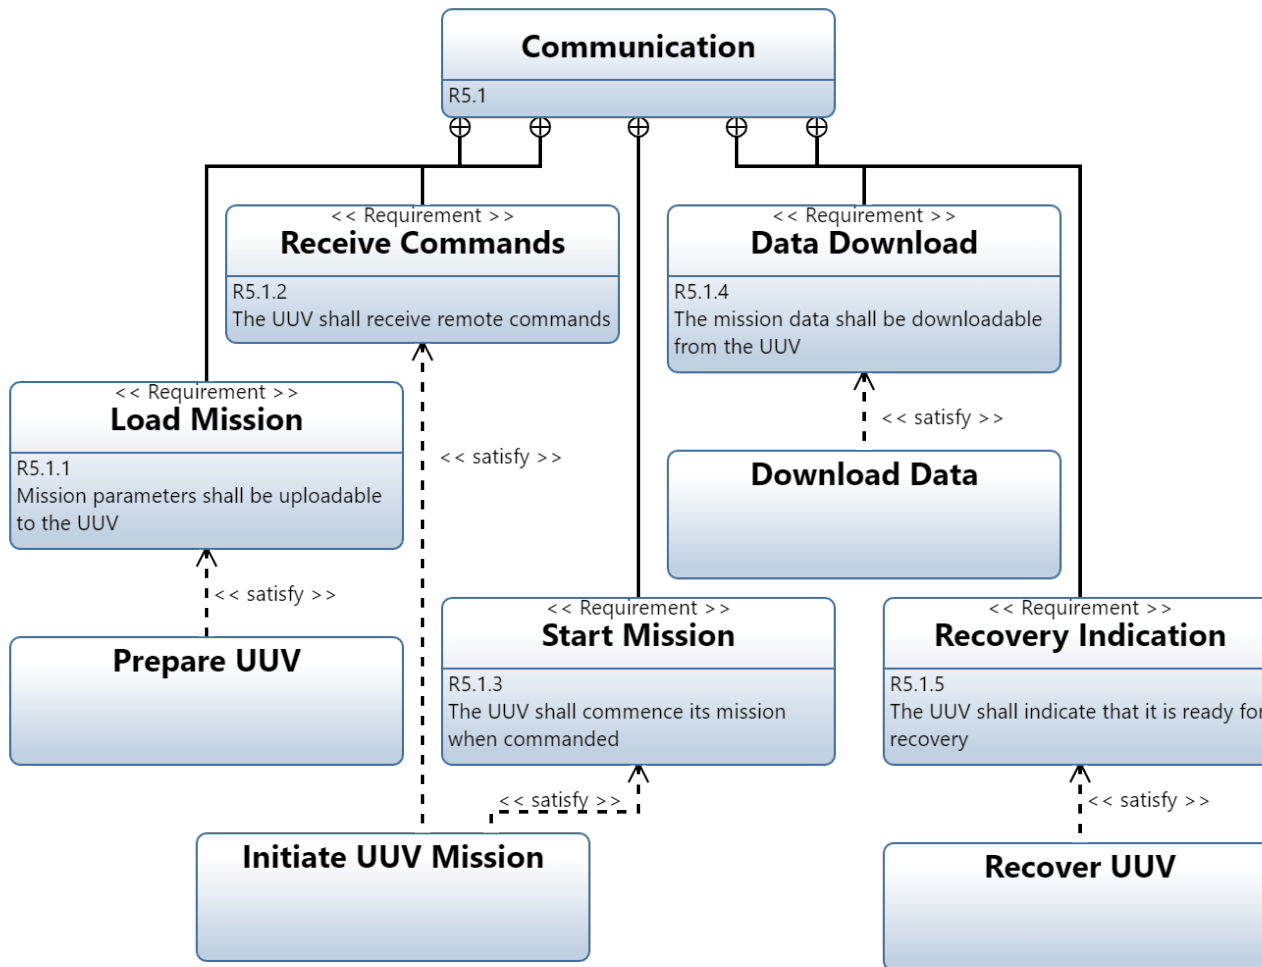 Communication
R5.1
<< Requirement >>
Receive Commands
R5.1.2
The UUV shall receive remote commands
<< Requirement >>
Data Download
R5.1.4
The mission data shall be downloadable
from the UUV
<< Requirement >>
Load Mission
R5.1.1
Mission parameters shall be uploadable
to the UUV
<< satisfy >>
<< satisfy >>
Download Data
<< satisfy >>
Prepare UUV
<< Requirement >>
Start Mission
R5.1.3
The UUV shall commence its mission
when commanded
<< Requirement >>
Recovery Indication
R5.1.5
The UUV shall indicate that it is ready for
recovery
<< satisfy >>
<< satisfy >>
Initiate UUV Mission
Recover UUV